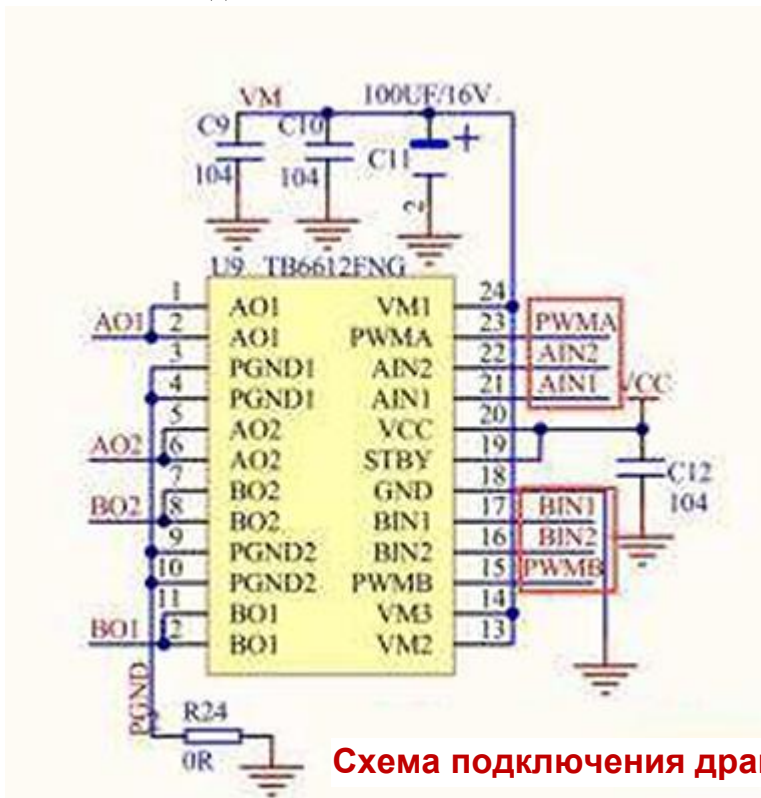 VM 100UF/16V
C9 C10 C11
104 104
2
U9 TB6612FNG
1 AO1 VM1 24
AO1 2 AO1 PWMA 23 PWMA
3 PGND1 AIN2 22 AIN2
4 PGND1 AIN1 21 AIN1 VCC
5 AO2 VCC 20
AO2 6 AO2 STBY 19
7 BO2 GND 18 C12
BO2 8 BO2 BIN1 17 BIN1 104
9 PGND2 BIN2 16 BIN2
10 PGND2 PWMB 15 PWMB
11 BO1 VM3 14
BO1 12 BO1 VM2 13
PGND
R24
0R
Схема подключения